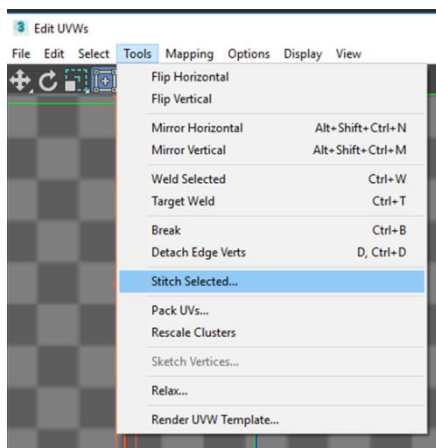 3 Edit UVWs
File Edit Select Tools Mapping Options Display View
Flip Horizontal
Flip Vertical
Mirror Horizontal Alt+Shift+Ctrl+N
Mirror Vertical Alt+Shift+Ctrl+M
Weld Selected Ctrl+W
Target Weld Ctrl+T
Break Ctrl+B
Detach Edge Verts D, Ctrl+D
Stitch Selected...
Pack UVs...
Rescale Clusters
Sketch Vertices...
Relax...
Render UVW Template...